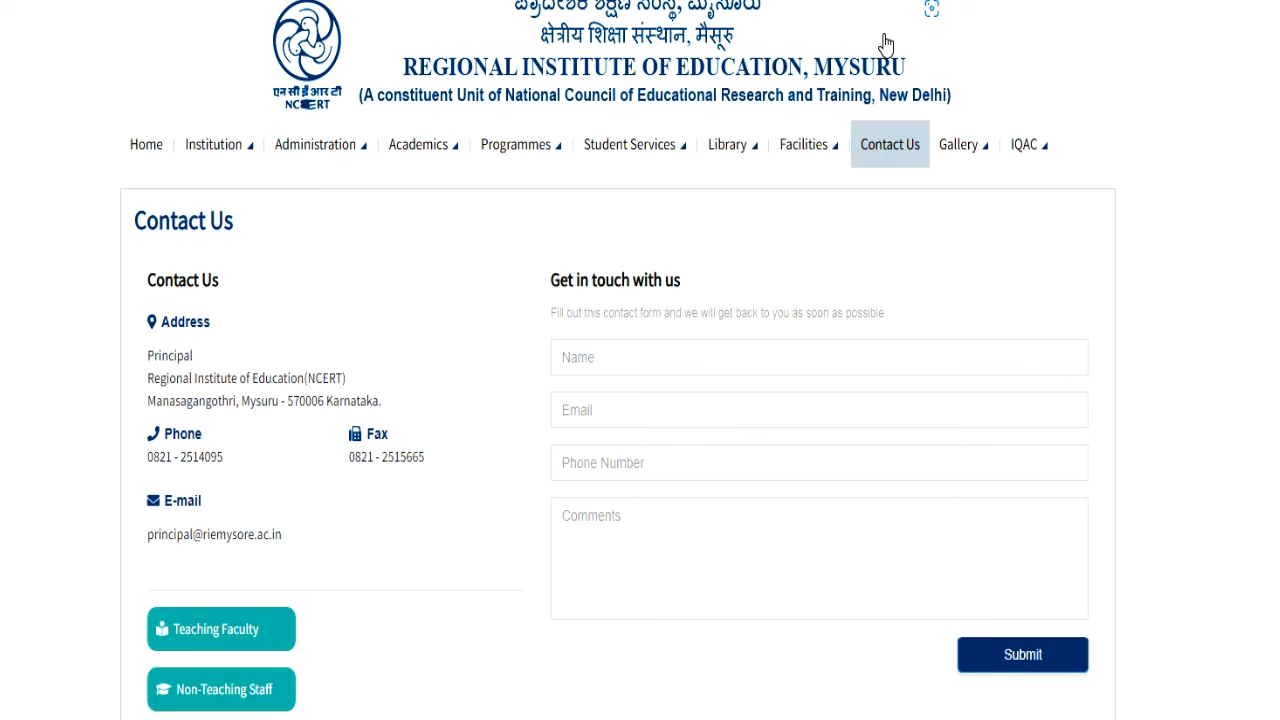 ಪ್ರಾದೇಶಿಕ ಶಿಕ್ಷಣ ಸಂಸ್ಥೆ, ಮೈಸೂರು
क्षेत्रीय शिक्षा संस्थान, मैसूरु
REGIONAL INSTITUTE OF EDUCATION, MYSURU
(A constituent Unit of National Council of Educational Research and Training, New Delhi)
एन सी ई आर टी
NCERT
Home Institution Administration Academics Programmes Student Services Library Facilities Contact Us Gallery IQAC
Contact Us
Contact Us
Address
Principal
Regional Institute of Education(NCERT)
Manasagangothri, Mysuru - 570006 Karnataka.
Phone Fax
0821 - 2514095 0821 - 2515665
E-mail
principal@riemysore.ac.in
Teaching Faculty
Non-Teaching Staff
Get in touch with us
Fill out this contact form and we will get back to you as soon as possible
Name
Email
Phone Number
Comments
Submit